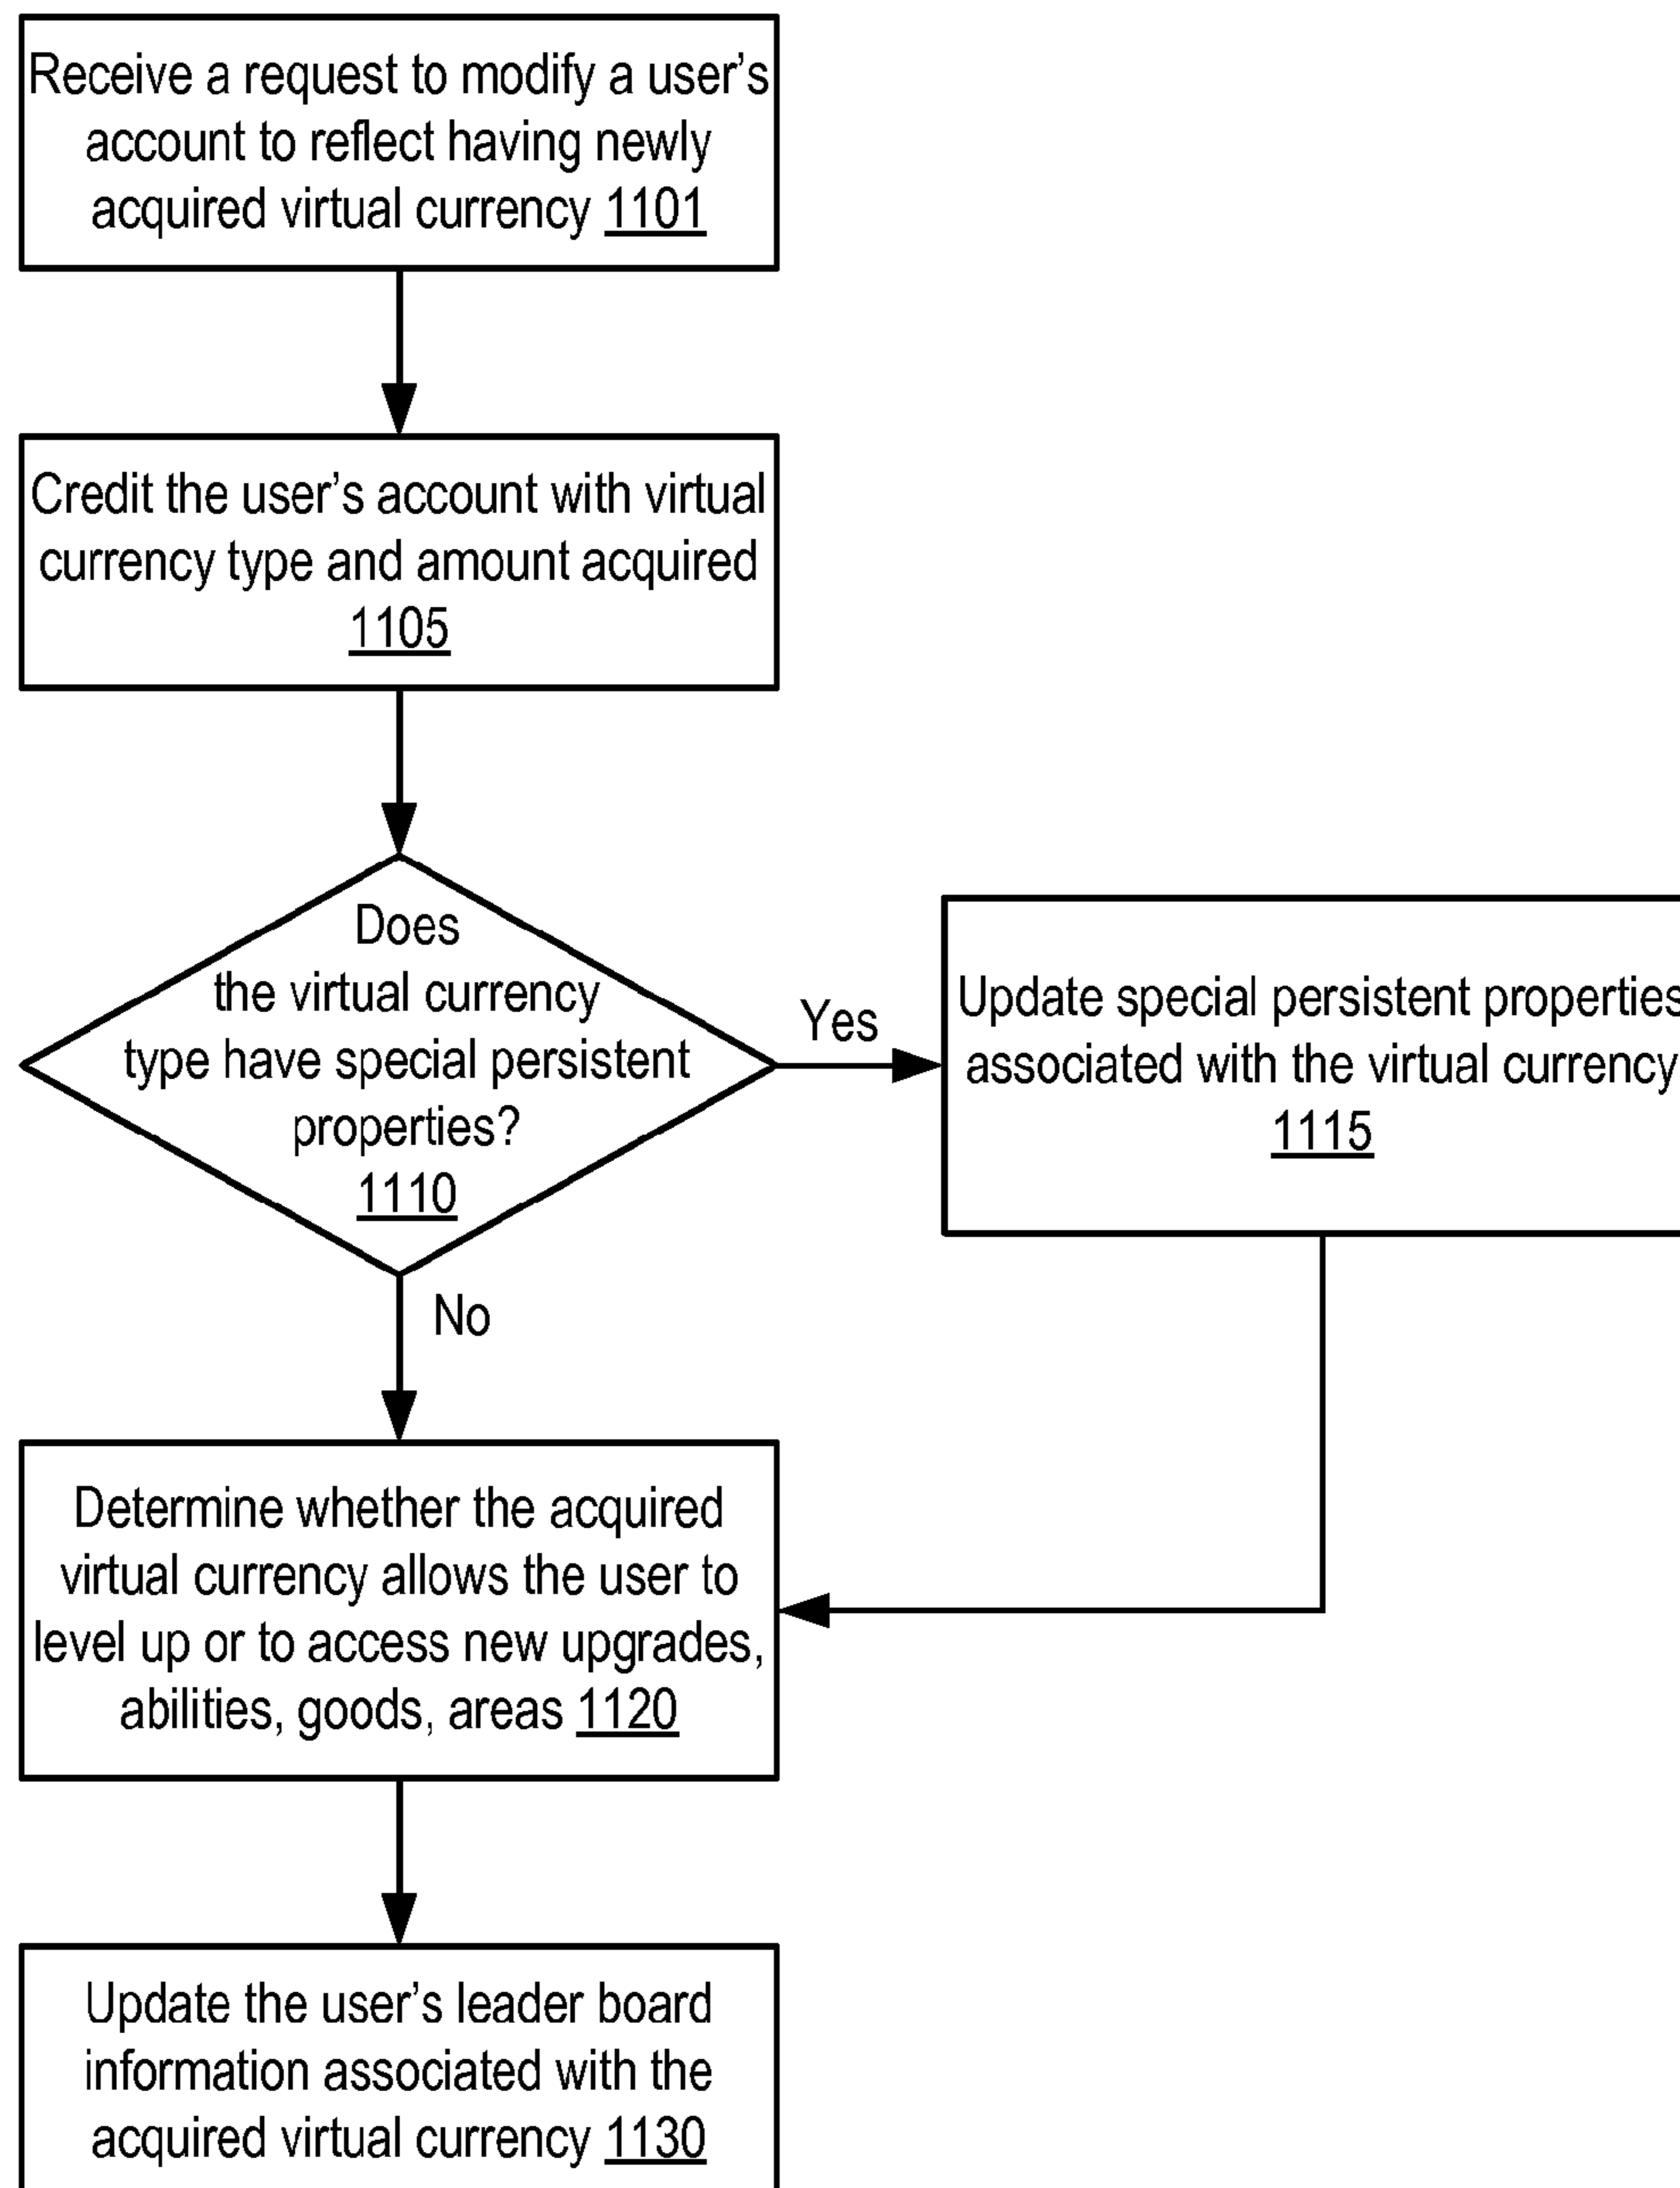 Receive a request to modify a user’s
account to reflect having newly
acquired virtual currency 1101
Credit the user’s account with virtual
currency type and amount acquired
1105
Does
the virtual currency
type have special persistent
properties?
1110
Yes
Update special persistent properties
associated with the virtual currency
1115
No
Determine whether the acquired
virtual currency allows the user to
level up or to access new upgrades,
abilities, goods, areas 1120
Update the user’s leader board
information associated with the
acquired virtual currency 1130